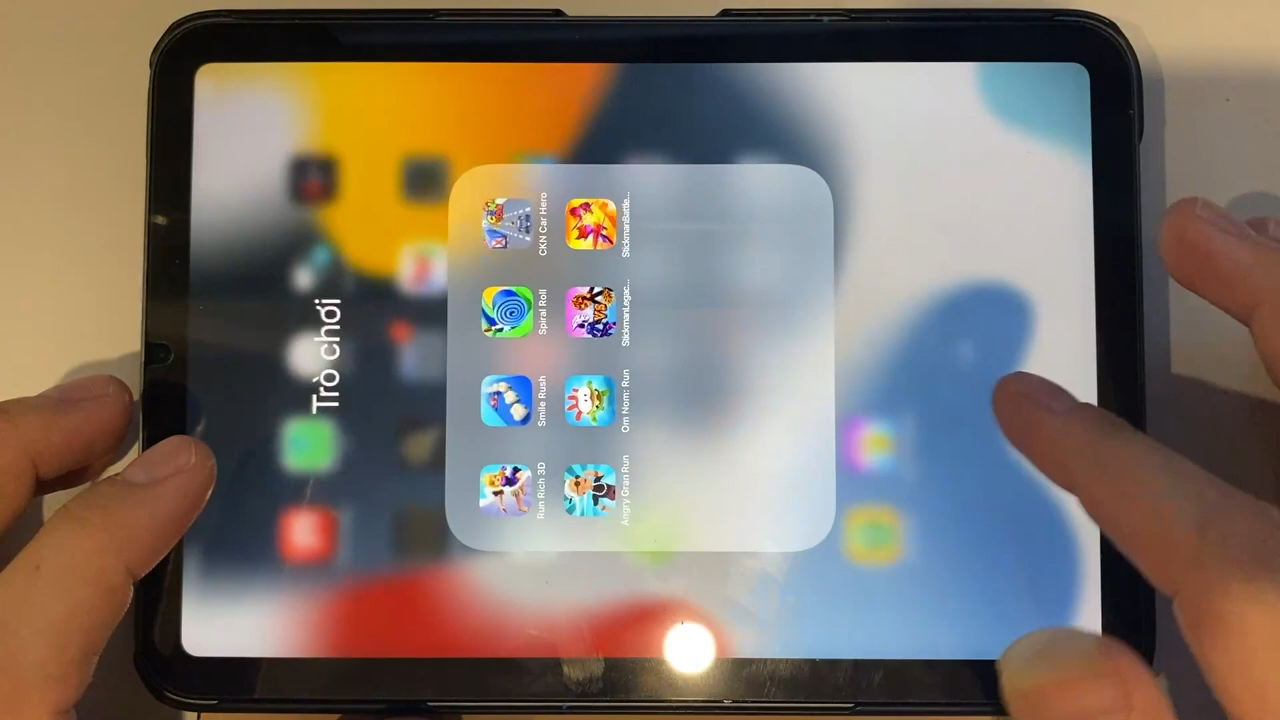 Trò chơi
Run Rich 3D
Smile Rush
Spiral Roll
CKN Car Hero
Angry Gran Run
Om Nom: Run
StickmanLegac...
StickmanBattle...
VS